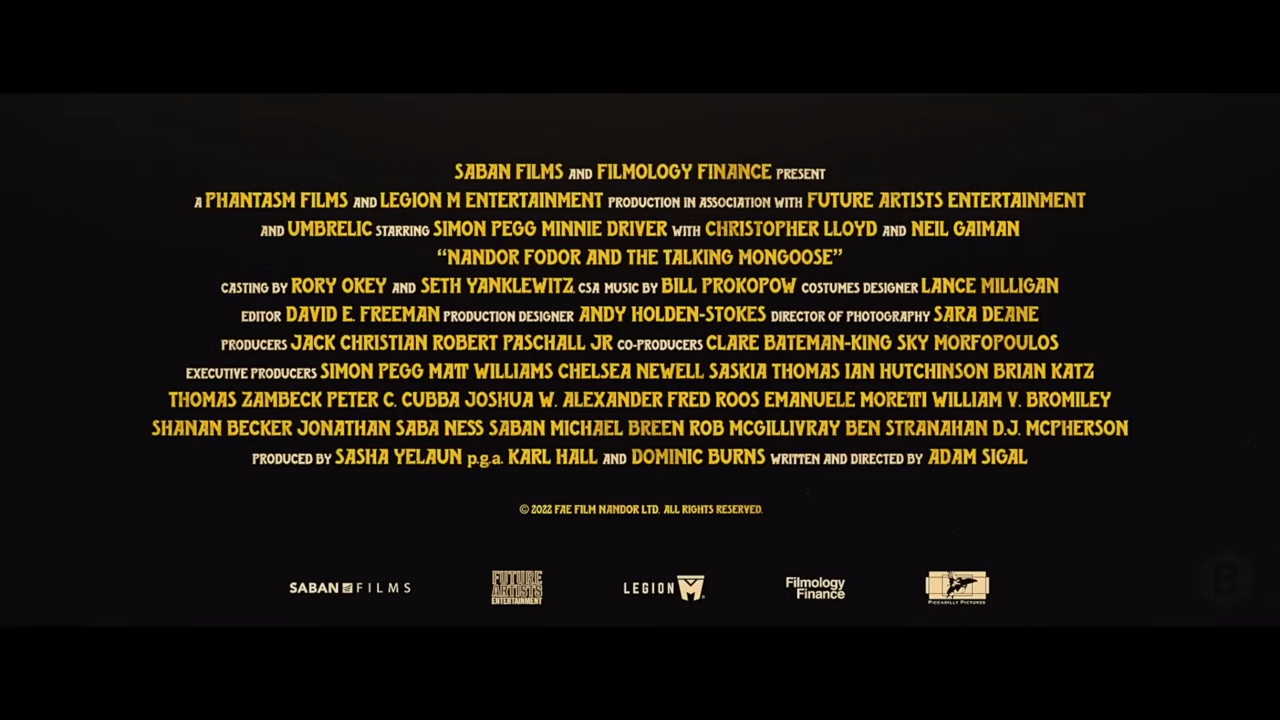 SABAN FILMS AND FILMOLOGY FINANCE PRESENT
A PHANTASM FILMS AND LEGION M ENTERTAINMENT PRODUCTION IN ASSOCIATION WITH FUTURE ARTISTS ENTERTAINMENT
AND UMBRELIC STARRING SIMON PEGG MINNIE DRIVER WITH CHRISTOPHER LLOYD AND NEIL GAIMAN
“NANDOR FODOR AND THE TALKING MONGOOSE”
CASTING BY RORY OKEY AND SETH YANKLEWITZ CSA MUSIC BY BILL PROKOPOW COSTUMES DESIGNER LANCE MILLIGAN
EDITOR DAVID E. FREEMAN PRODUCTION DESIGNER ANDY HOLDEN-STOKES DIRECTOR OF PHOTOGRAPHY SARA DEANE
PRODUCERS JACK CHRISTIAN ROBERT PASCHALL JR CO-PRODUCERS CLARE BATEMAN-KING SKY MORFOPOULOS
EXECUTIVE PRODUCERS SIMON PEGG MATT WILLIAMS CHELSEA NEWELL SASKIA THOMAS IAN HUTCHINSON BRIAN KATZ
THOMAS ZAMBECK PETER C. CUBBA JOSHUA W. ALEXANDER FRED ROOS EMANUELE MORETTI WILLIAM V. BROMILEY
SHANAN BECKER JONATHAN SABA NESS SABAN MICHAEL BREEN ROB MCGILLIVRAY BEN STRANAHAN D.J. MCPHERSON
PRODUCED BY SASHA YELAUN p.g.a. KARL HALL AND DOMINIC BURNS WRITTEN AND DIRECTED BY ADAM SIGAL
© 2022 FAE FILM NANDOR LTD. ALL RIGHTS RESERVED.
SABAN FILMS
FUTURE ARTISTS ENTERTAINMENT
LEGION M
Filmology Finance
PICCADILLY PICTURES
B